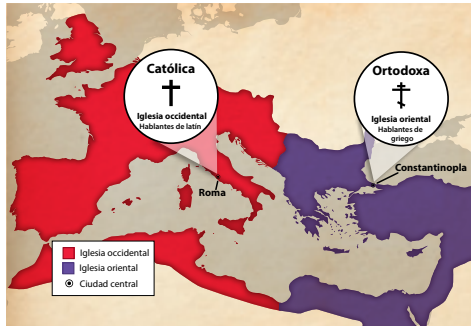 Católica
Iglesia occidental
Hablantes de latín
Ortodoxa
Iglesia oriental
Hablantes de
griego
Constantinopla
Roma
Iglesia occidental
Iglesia oriental
Ciudad central